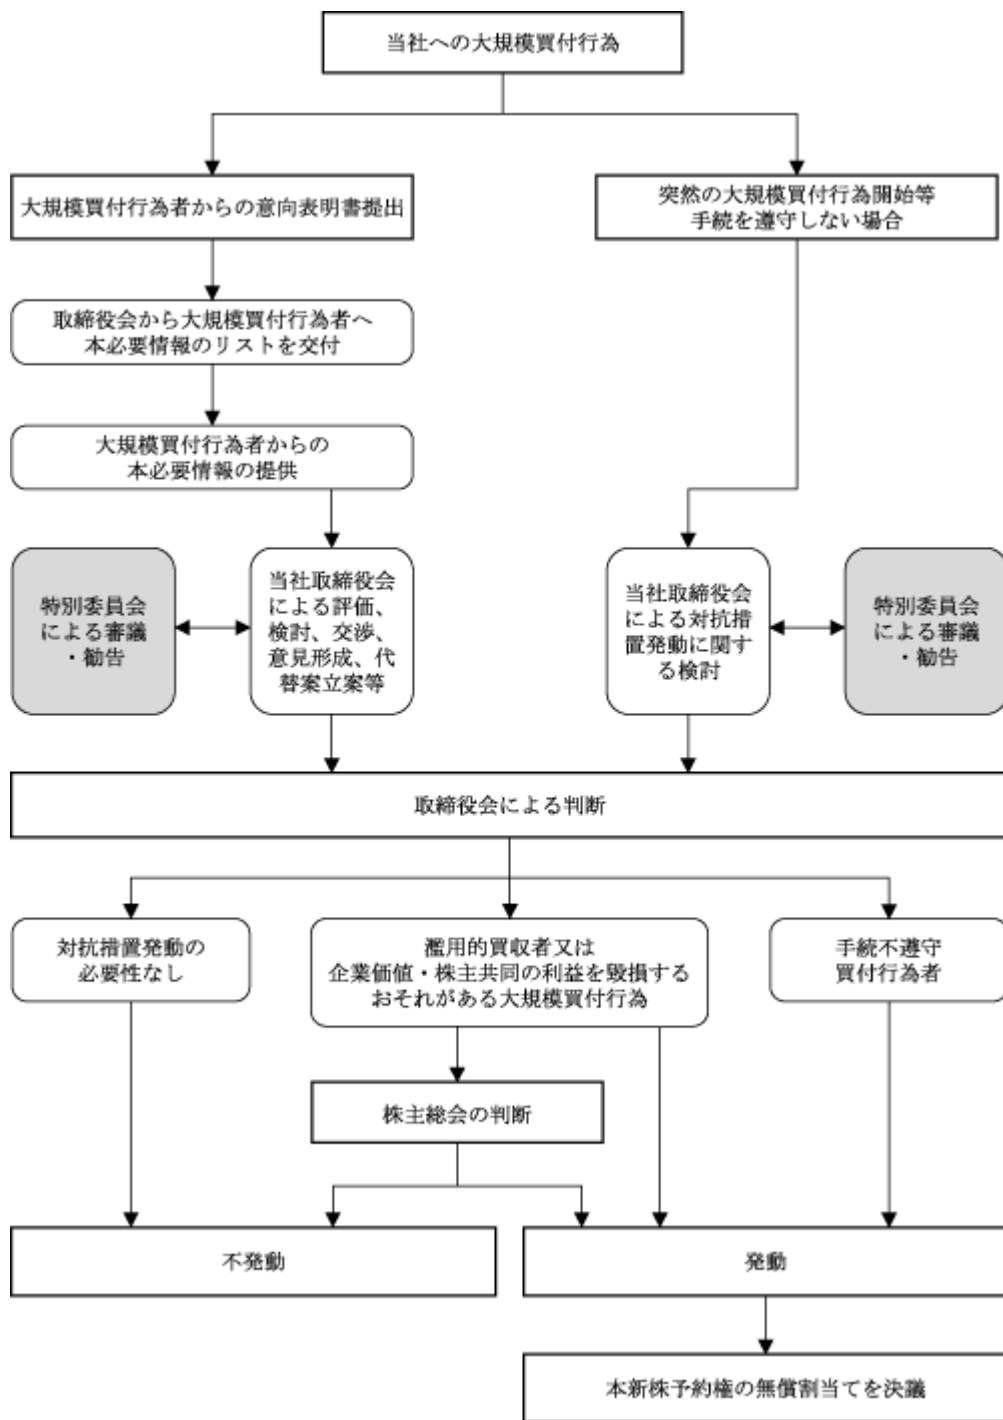 当社への大規模買付行為
大規模買付行為者からの意向表明書提出
突然の大規模買付行為開始等
手続を遵守しない場合
取締役会から大規模買付行為者へ
本必要情報のリストを交付
大規模買付行為者からの
本必要情報の提供
特別委員会
による審議
・勧告
当社取締役会
による評価、
検討、交渉、
意見形成、代
替案立案等
当社取締役会
による対抗措
置発動に関す
る検討
特別委員会
による審議
・勧告
取締役会による判断
対抗措置発動の
必要性なし
濫用的買収者又は
企業価値・株主共同の利益を毀損する
おそれがある大規模買付行為
手続不遵守
買付行為者
株主総会の判断
不発動
発動
本新株予約権の無償割当てを決議